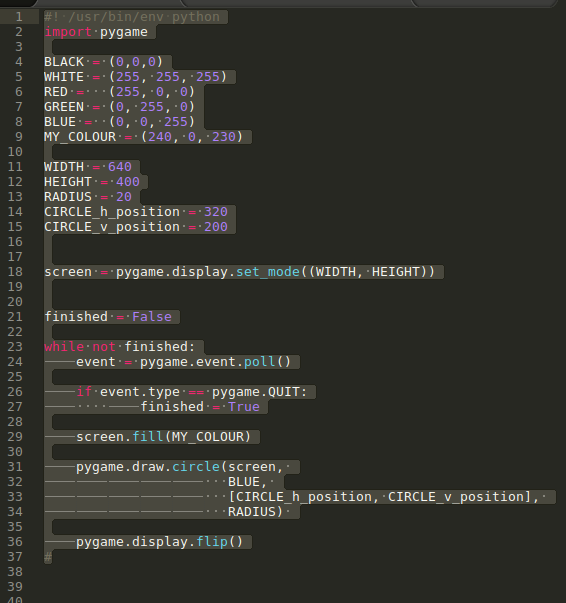 1 #! /usr/bin/env python
2 import pygame
3
4 BLACK = (0,0,0)
5 WHITE = (255, 255, 255)
6 RED =   (255, 0, 0)
7 GREEN = (0, 255, 0)
8 BLUE =  (0, 0, 255)
9 MY_COLOUR = (240, 0, 230)
10
11 WIDTH = 640
12 HEIGHT = 400
13 RADIUS = 20
14 CIRCLE_h_position = 320
15 CIRCLE_v_position = 200
16
17
18 screen = pygame.display.set_mode((WIDTH, HEIGHT))
19
20
21 finished = False
22
23 while not finished:
24     event = pygame.event.poll()
25
26     if event.type == pygame.QUIT:
27             finished = True
28
29     screen.fill(MY_COLOUR)
30
31     pygame.draw.circle(screen,
32                        BLUE,
33                        [CIRCLE_h_position, CIRCLE_v_position],
34                        RADIUS)
35
36     pygame.display.flip()
37 #
38
39
40